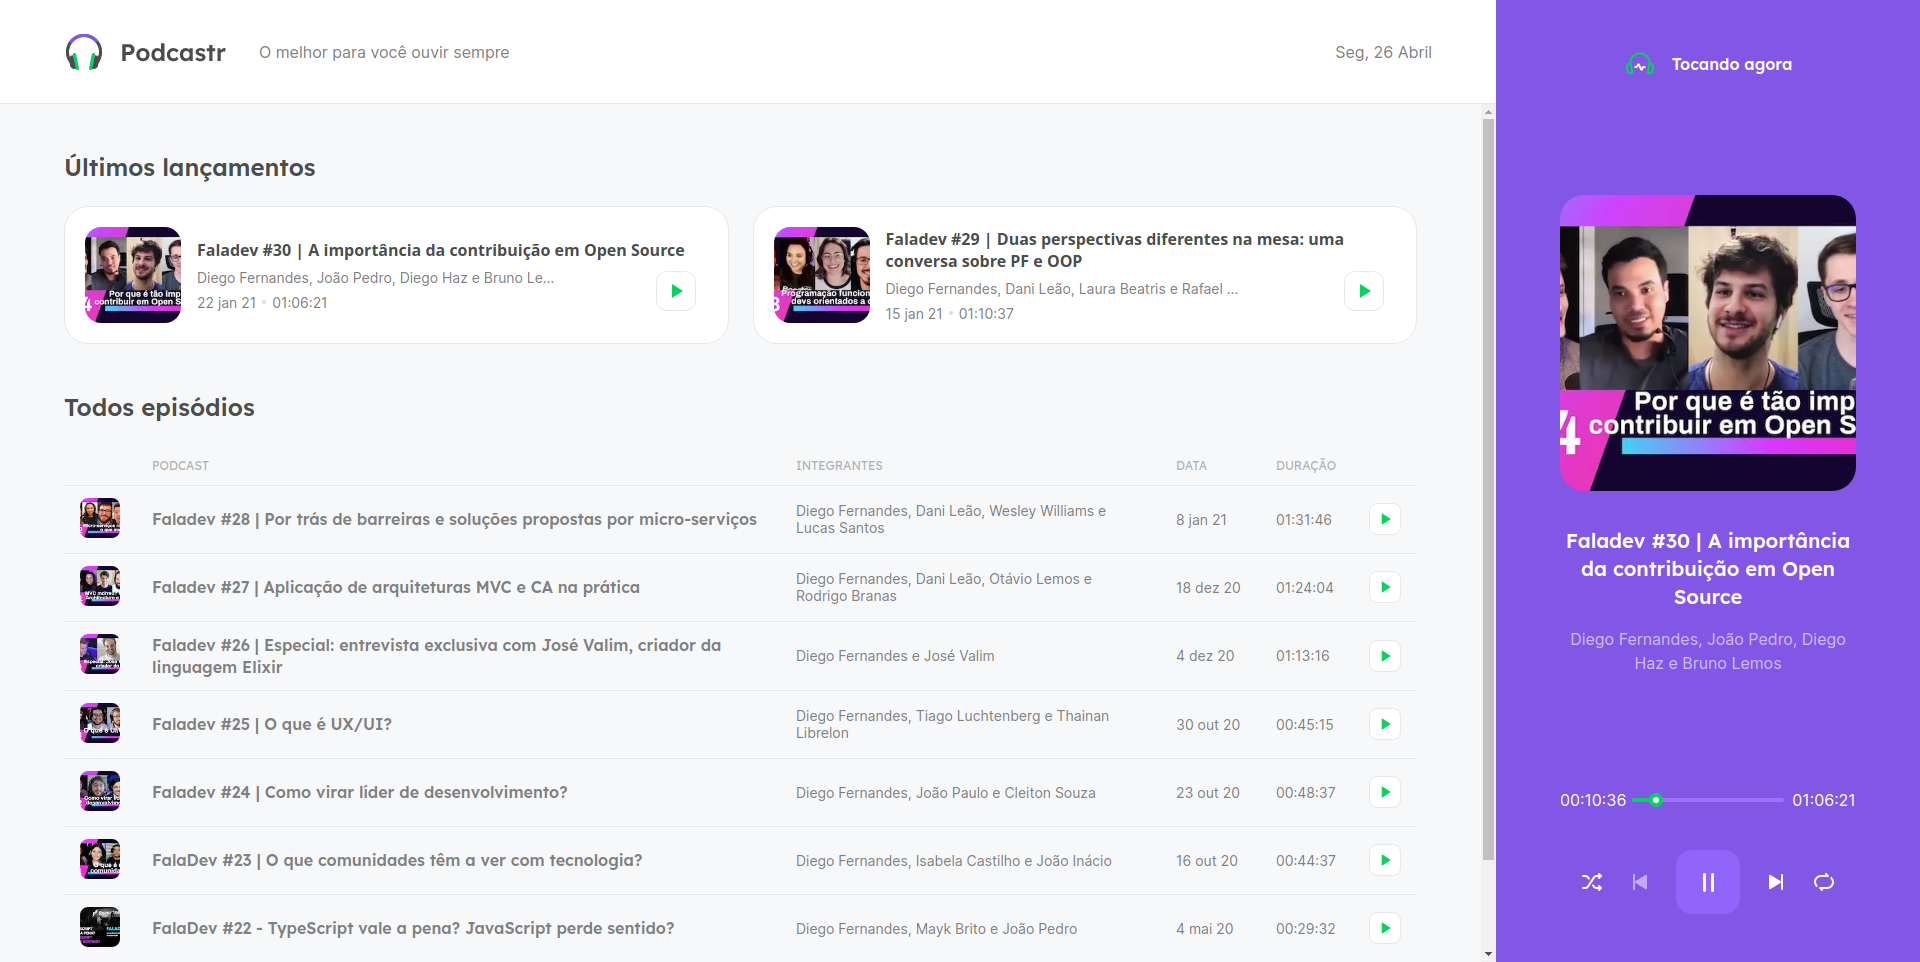 Podcastr
O melhor para você ouvir sempre
Seg, 26 Abril
Últimos lançamentos
Faladev #30 | A importância da contribuição em Open Source
Diego Fernandes, João Pedro, Diego Haz e Bruno Le...
22 jan 21 • 01:06:21
Por que é tão imp
4 contribuir em Open S
Faladev #29 | Duas perspectivas diferentes na mesa: uma
conversa sobre PF e OOP
Diego Fernandes, Dani Leão, Laura Beatris e Rafael ...
15 jan 21 • 01:10:37
Programação funcion
devs orientados a
Todos episódios
PODCAST INTEGRANTES DATA DURAÇÃO
Faladev #28 | Por trás de barreiras e soluções propostas por micro-serviços
Diego Fernandes, Dani Leão, Wesley Williams e
Lucas Santos
8 jan 21
01:31:46
Faladev #27 | Aplicação de arquiteturas MVC e CA na prática
Diego Fernandes, Dani Leão, Otávio Lemos e
Rodrigo Branas
18 dez 20
01:24:04
Faladev #26 | Especial: entrevista exclusiva com José Valim, criador da
linguagem Elixir
Diego Fernandes e José Valim
4 dez 20
01:13:16
Faladev #25 | O que é UX/UI?
Diego Fernandes, Tiago Luchtenberg e Thainan
Librelon
30 out 20
00:45:15
Faladev #24 | Como virar líder de desenvolvimento?
Diego Fernandes, João Paulo e Cleiton Souza
23 out 20
00:48:37
FalaDev #23 | O que comunidades têm a ver com tecnologia?
Diego Fernandes, Isabela Castilho e João Inácio
16 out 20
00:44:37
FalaDev #22 - TypeScript vale a pena? JavaScript perde sentido?
Diego Fernandes, Mayk Brito e João Pedro
4 mai 20
00:29:32
Tocando agora
Por que é tão imp
4 contribuir em Open S
Faladev #30 | A importância
da contribuição em Open
Source
Diego Fernandes, João Pedro, Diego
Haz e Bruno Lemos
00:10:36
01:06:21